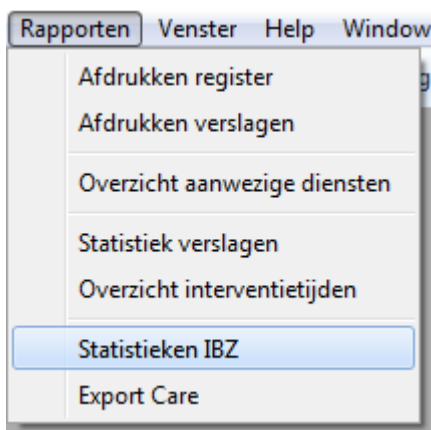 Rapporten Venster Help Window
Afdrukken register
Afdrukken verslagen
Overzicht aanwezige diensten
Statistiek verslagen
Overzicht interventietijden
Statistieken IBZ
Export Care